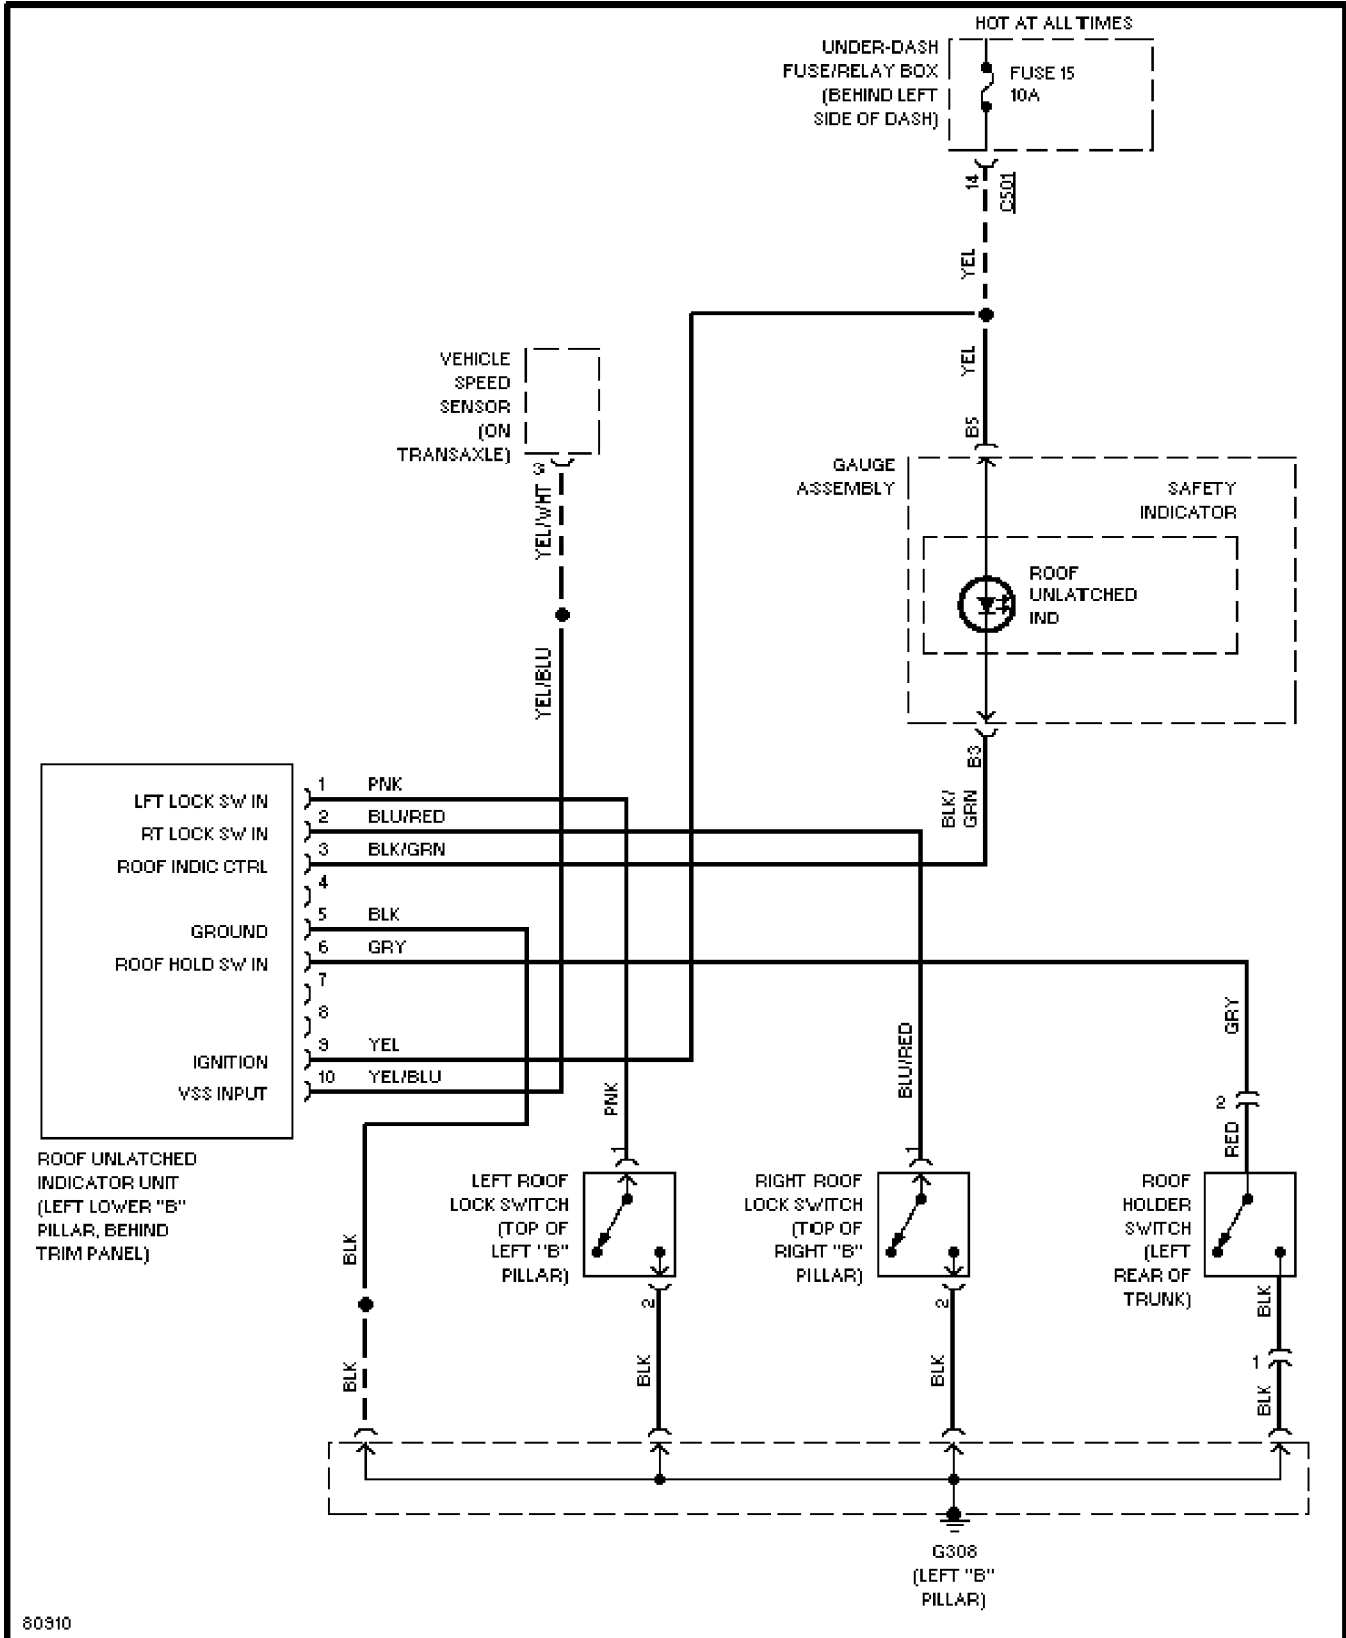 HOT AT ALL TIMES
UNDER-DASH
FUSE/RELAY BOX
(BEHIND LEFT
SIDE OF DASH)
FUSE 15
10A
14
C501
YEL
YEL
B5
VEHICLE
SPEED
SENSOR
(ON
TRANSAXLE)
3
YEL/WHT
YEL/BLU
GAUGE
ASSEMBLY
SAFETY
INDICATOR
ROOF
UNLATCHED
IND
B3
BLK/
GRN
LFT LOCK SW IN
1
PNK
RT LOCK SW IN
2
BLU/RED
ROOF INDIC CTRL
3
BLK/GRN
4
GROUND
5
BLK
ROOF HOLD SW IN
6
GRY
7
8
IGNITION
9
YEL
VSS INPUT
10
YEL/BLU
ROOF UNLATCHED
INDICATOR UNIT
(LEFT LOWER "B"
PILLAR, BEHIND
TRIM PANEL)
PNK
1
BLU/RED
1
GRY
2
RED
LEFT ROOF
LOCK SWITCH
(TOP OF
LEFT "B"
PILLAR)
RIGHT ROOF
LOCK SWITCH
(TOP OF
RIGHT "B"
PILLAR)
ROOF
HOLDER
SWITCH
(LEFT
REAR OF
TRUNK)
BLK
BLK
2
BLK
2
BLK
BLK
1
BLK
G308
(LEFT "B"
PILLAR)
80910